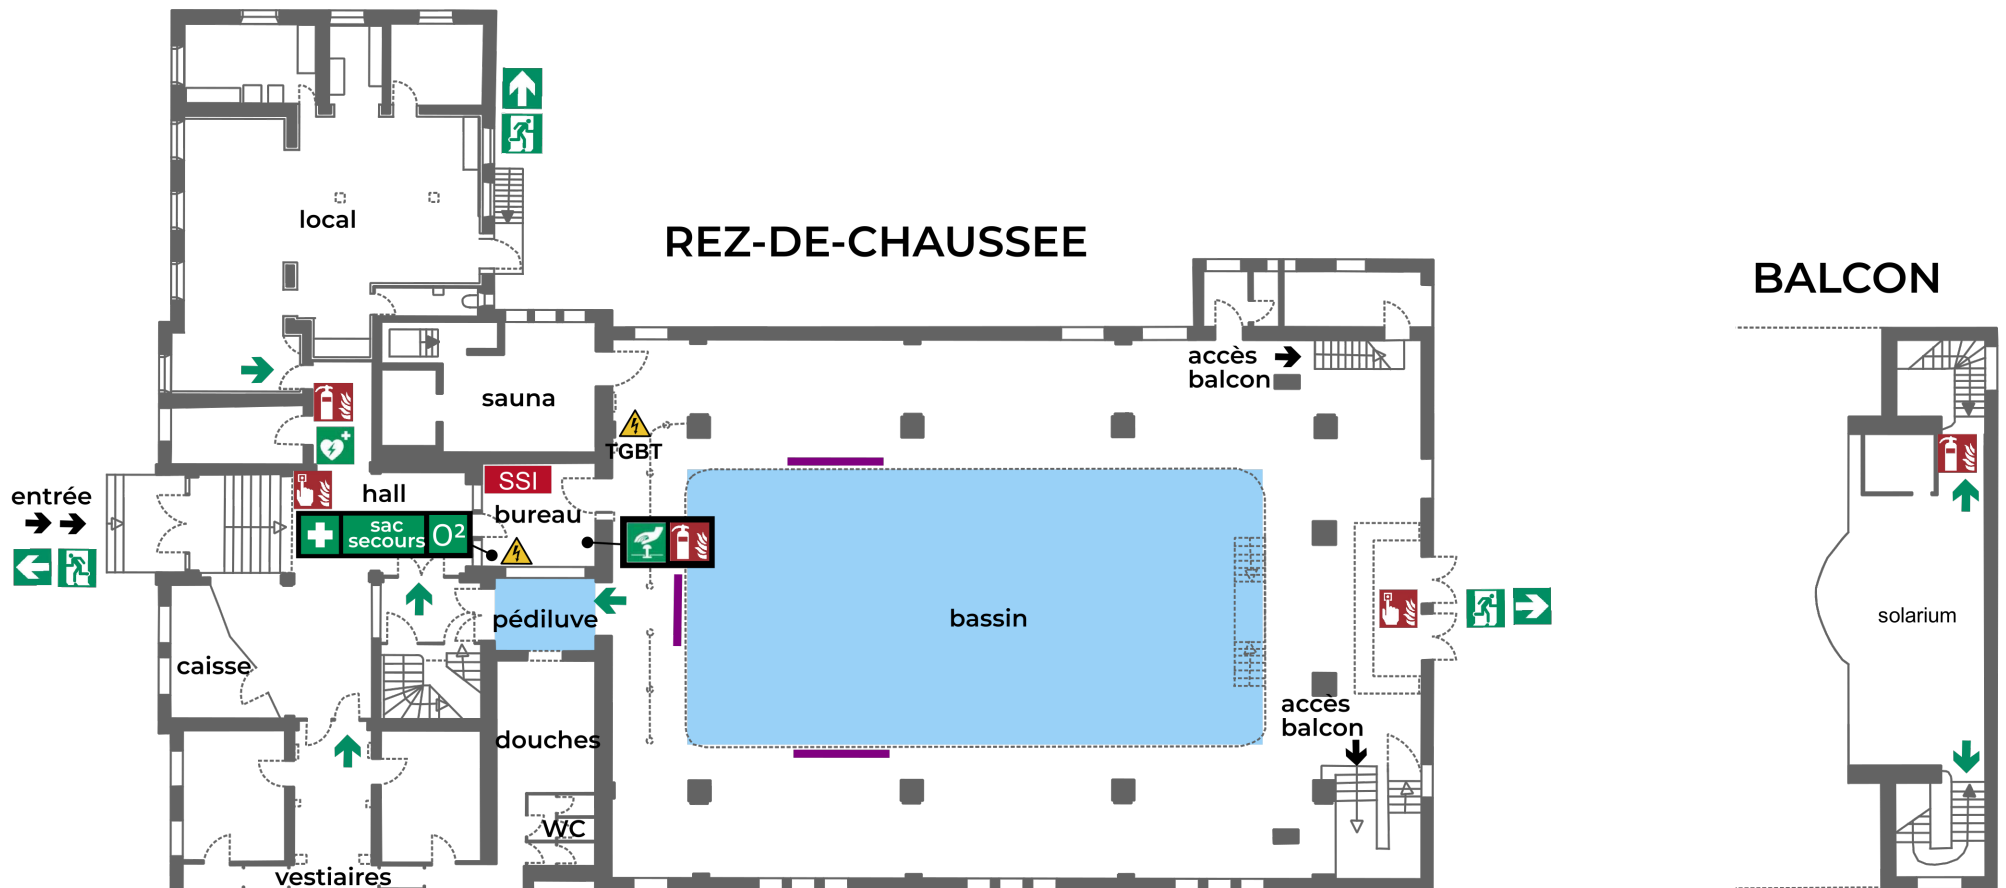 REZ-DE-CHAUSSEE
BALCON
local
accès
balcon
sauna
TGBT
SSI
hall
entrée
bureau
sac
secours
O²
pédiluve
bassin
solarium
caisse
accès
balcon
douches
WC
vestiaires